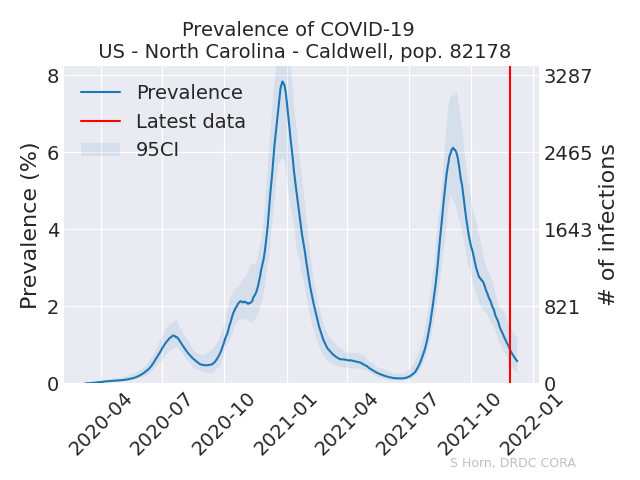 Prevalence of COVID-19
US - North Carolina - Caldwell, pop. 82178
Prevalence
Latest data
95CI
Prevalence (%)
8
6
4
2
0
3287
2465
1643
821
0
# of infections
2020-04
2020-07
2020-10
2021-01
2021-04
2021-07
2021-10
2022-01
S Horn, DRDC CORA